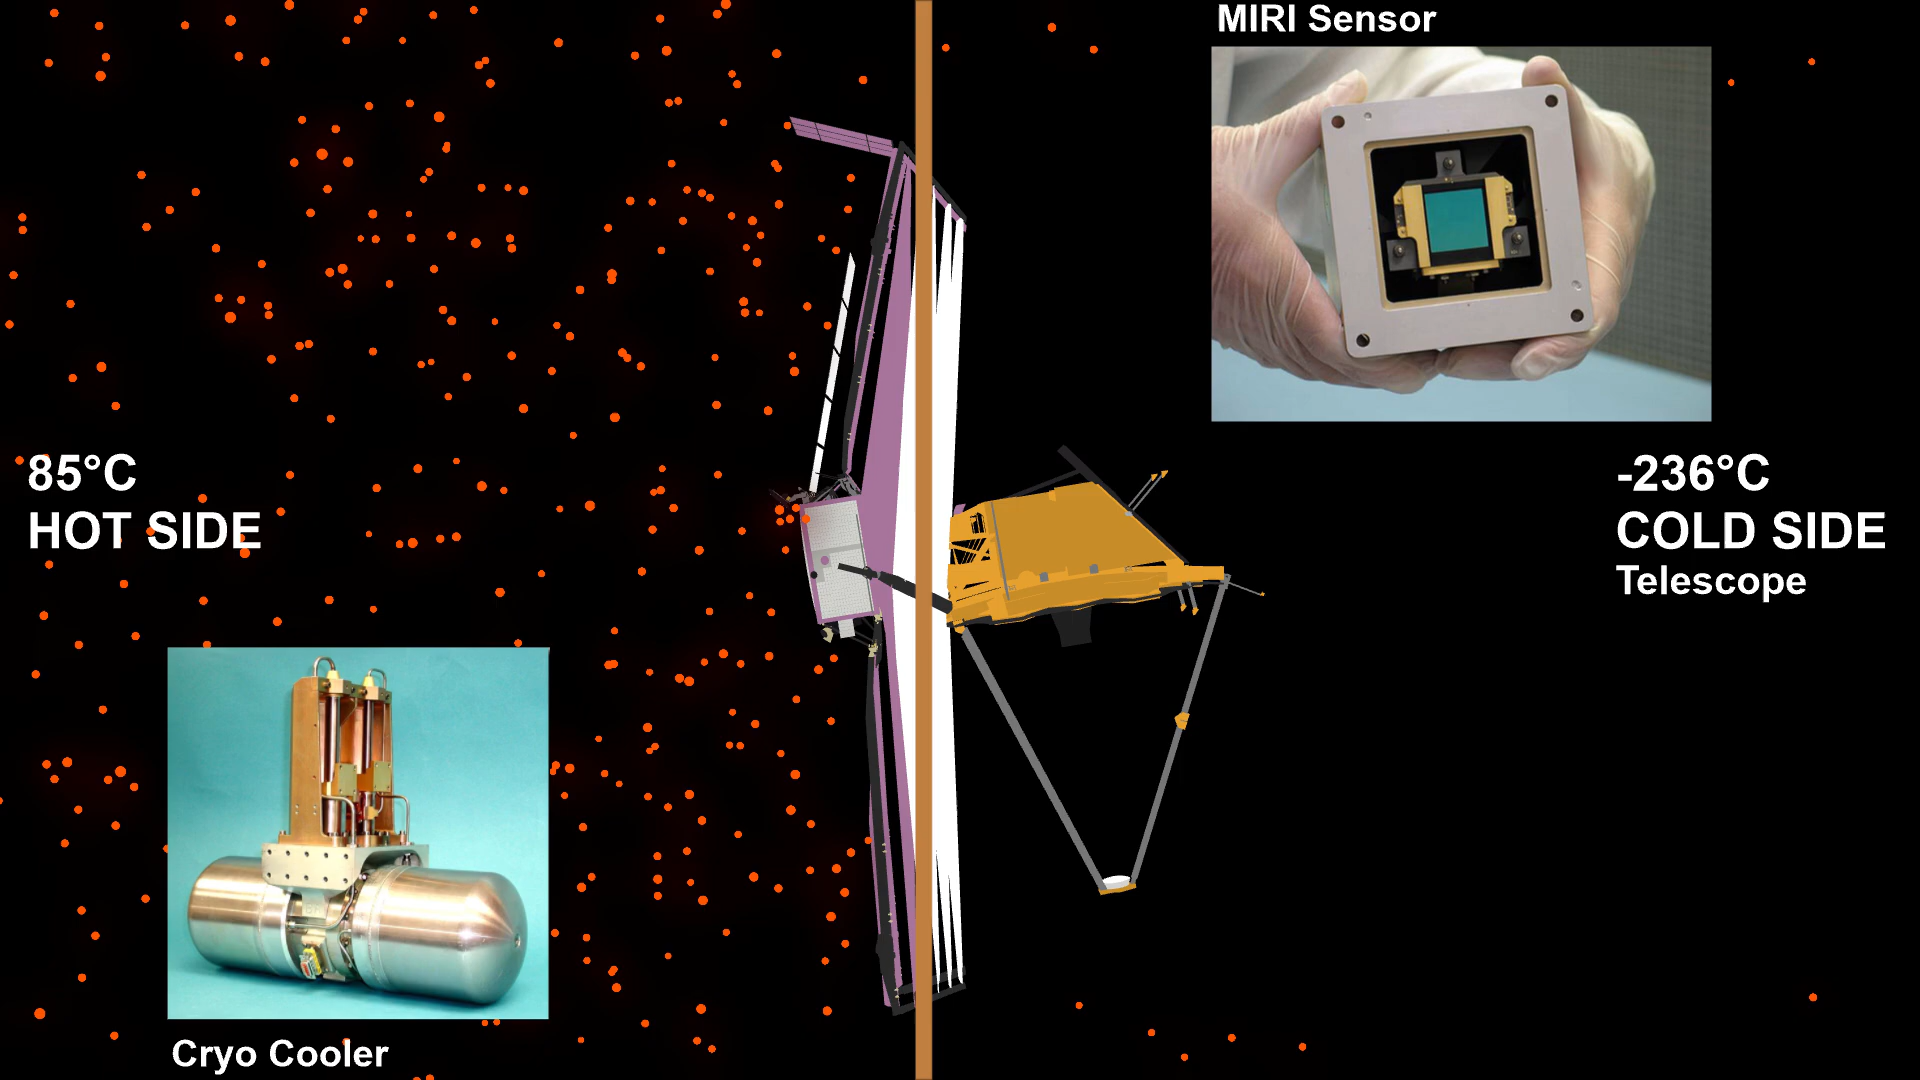 MIRI Sensor
85°C
HOT SIDE
-236°C
COLD SIDE
Telescope
Cryo Cooler